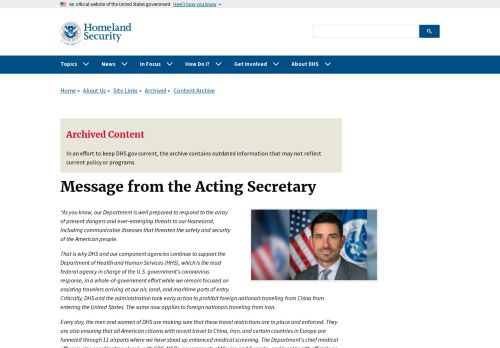 An official website of the United States government Here's how you know
Homeland
Security
Topics News In Focus How Do I? Get Involved About DHS
Home About Us Site Links Archived Content Archive
Archived Content
In an effort to keep DHS.gov current, the archive contains outdated information that may not reflect
current policy or programs.
Message from the Acting Secretary
"As you know, our Department is well prepared to respond to the array
of present dangers and ever-emerging threats to our Homeland,
including communicable diseases that threaten the safety and security
of the American people.
That is why DHS and our component agencies continue to support the
Department of Health and Human Services (HHS), which is the lead
federal agency in charge of the U.S. government's coronavirus
response, in a whole-of-government effort while we remain focused on
assisting travelers arriving at our air, land, and maritime ports of entry.
Critically, DHS and the administration took early action to prohibit foreign nationals traveling from China from
entering the United States. The same now applies to foreign nationals traveling from Iran.
Every day, the men and women of DHS are making sure that these travel restrictions are in place and enforced. They
are also ensuring that all American citizens with recent travel to China, Iran, and certain countries in Europe are
funneled through 11 airports where we have stood up enhanced medical screening. The Department's chief medical